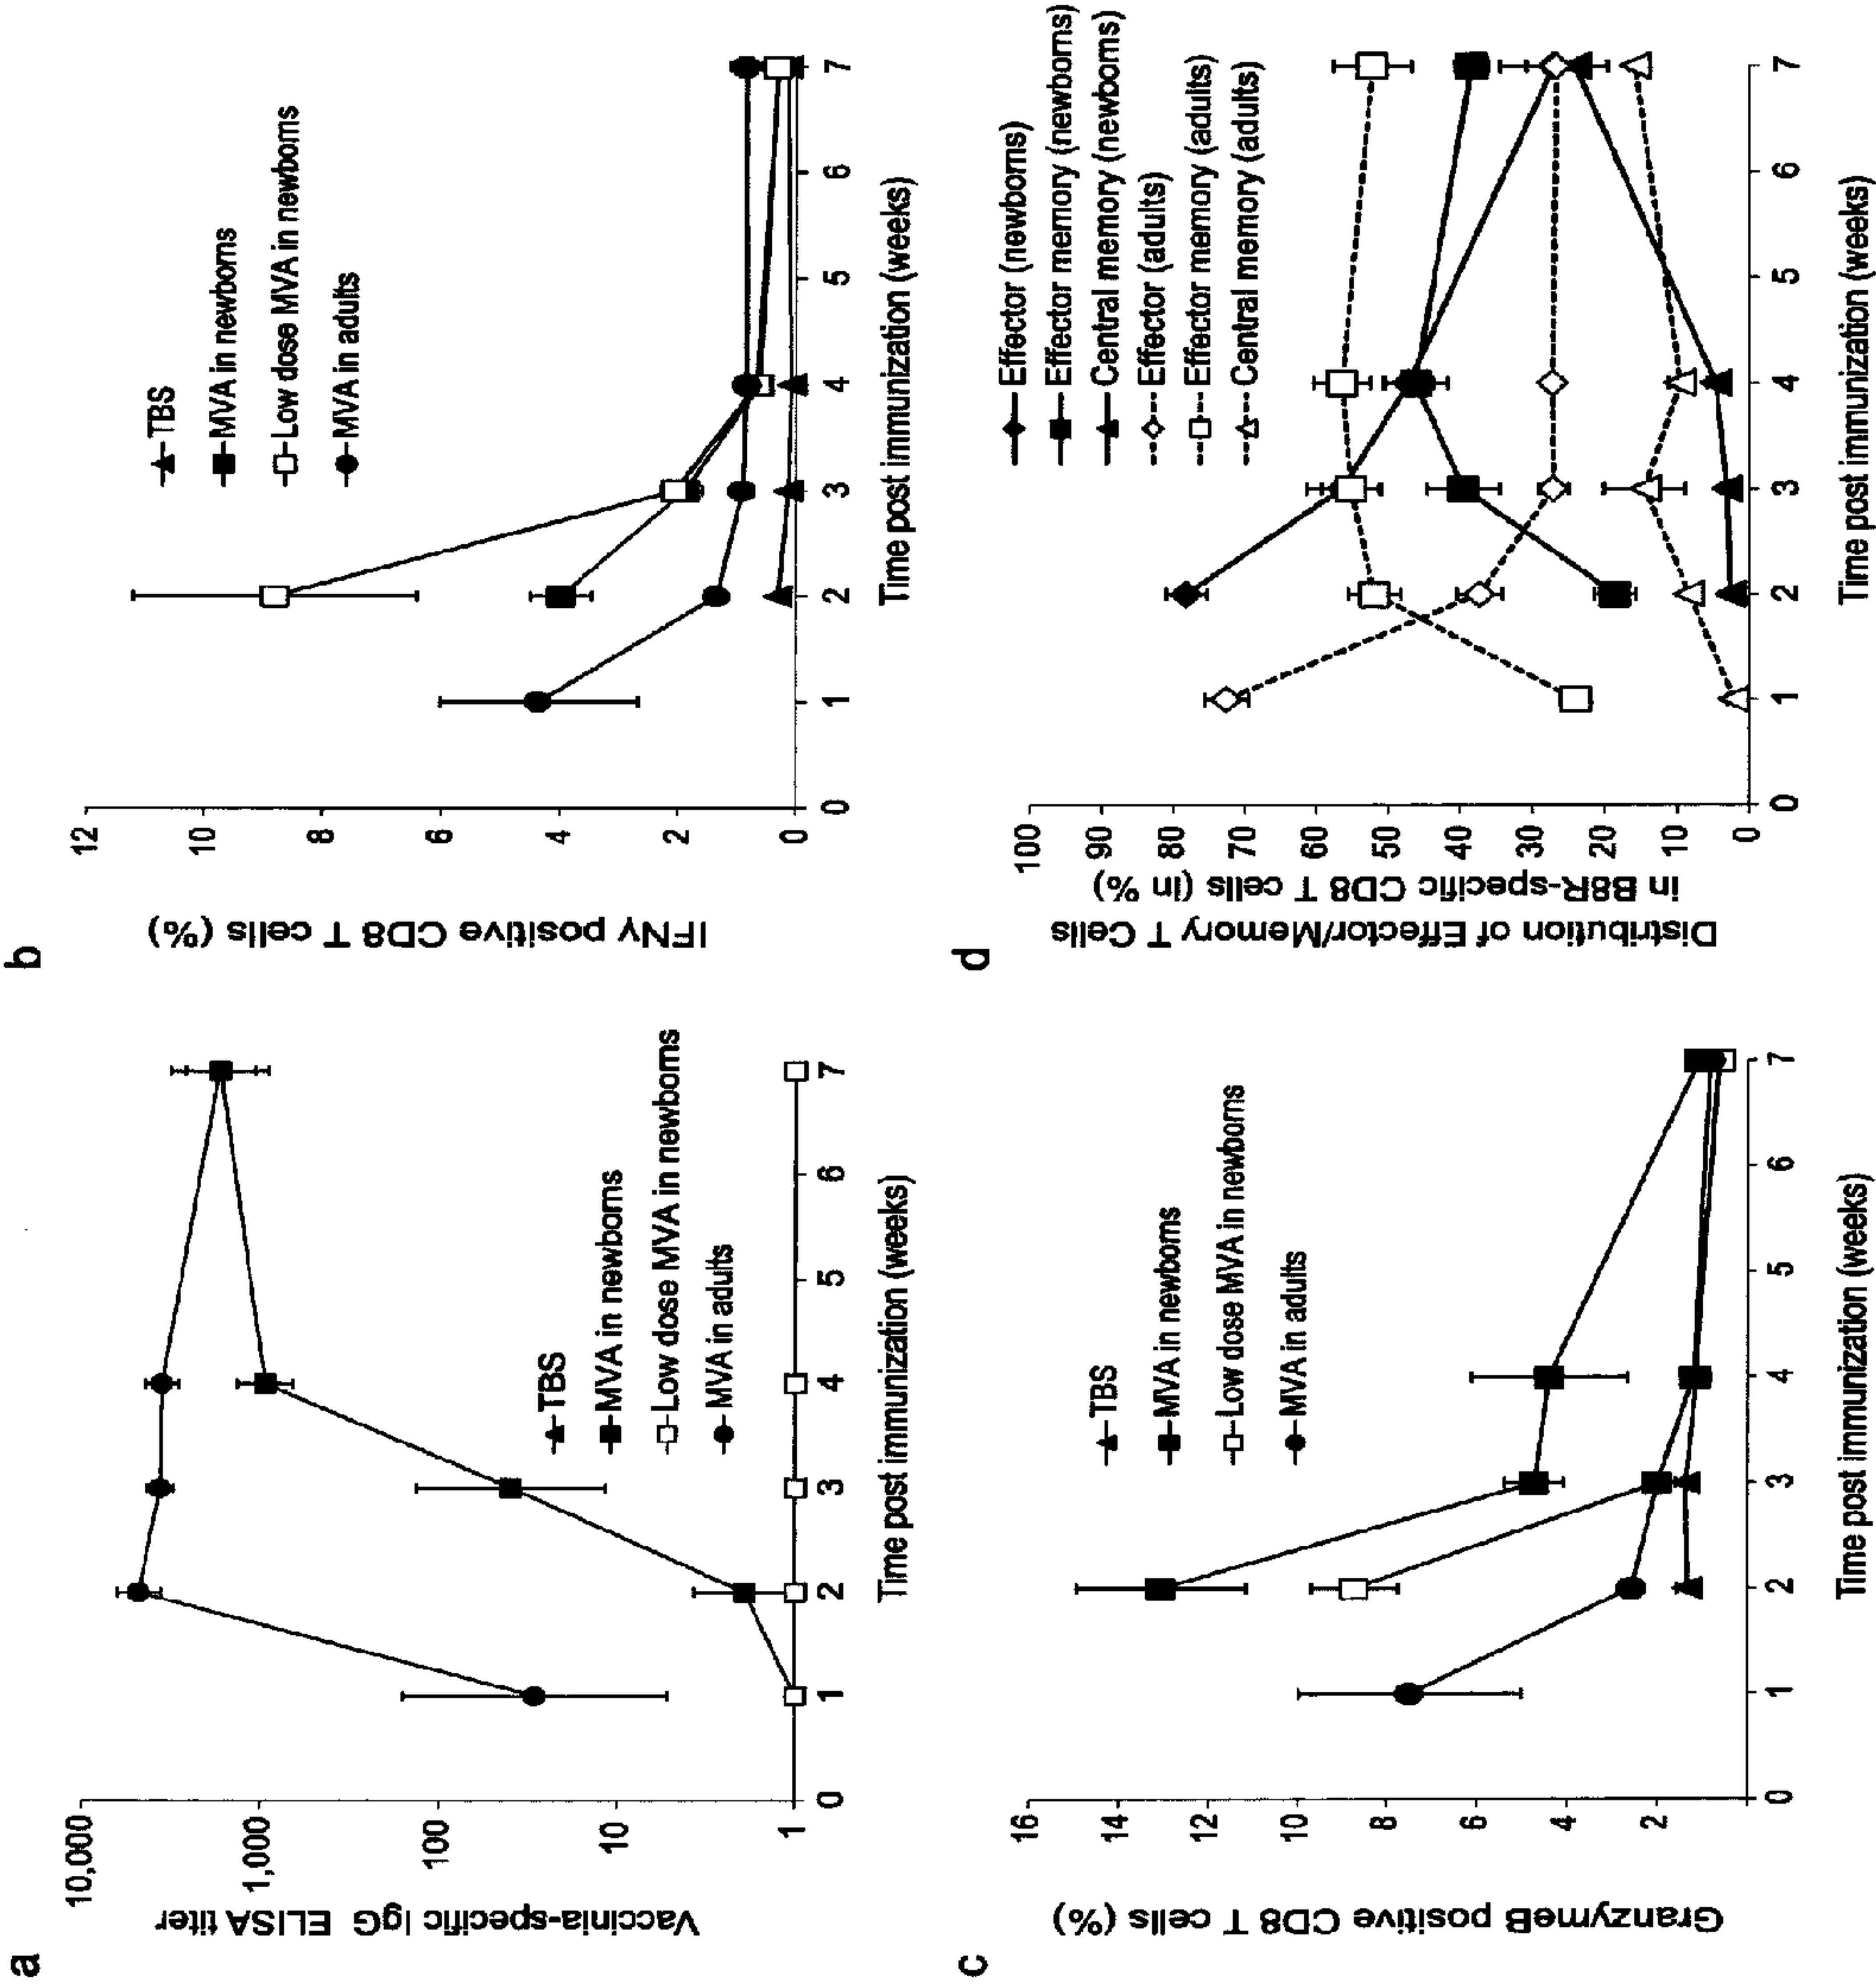 a
Vaccinia-specific IgG ELISA titer
10,000
1,000
100
10
1
0
1
2
3
4
5
6
7
Time post immunization (weeks)
TBS
MVA in newborns
Low dose MVA in newborns
MVA in adults
b
IFNγ positive CD8 T cells (%)
12
10
8
6
4
2
0
0
1
2
3
4
5
6
7
Time post immunization (weeks)
TBS
MVA in newborns
Low dose MVA in newborns
MVA in adults
c
GranzymeB positive CD8 T cells (%)
16
14
12
10
8
6
4
2
0
1
2
3
4
5
6
7
Time post immunization (weeks)
TBS
MVA in newborns
Low dose MVA in newborns
MVA in adults
d
Distribution of Effector/Memory T Cells
in B8R-specific CD8 T cells (in %)
100
90
80
70
60
50
40
30
20
10
0
0
1
2
3
4
5
6
7
Time post immunization (weeks)
Effector (newborns)
Effector memory (newborns)
Central memory (newborns)
Effector (adults)
Effector memory (adults)
Central memory (adults)